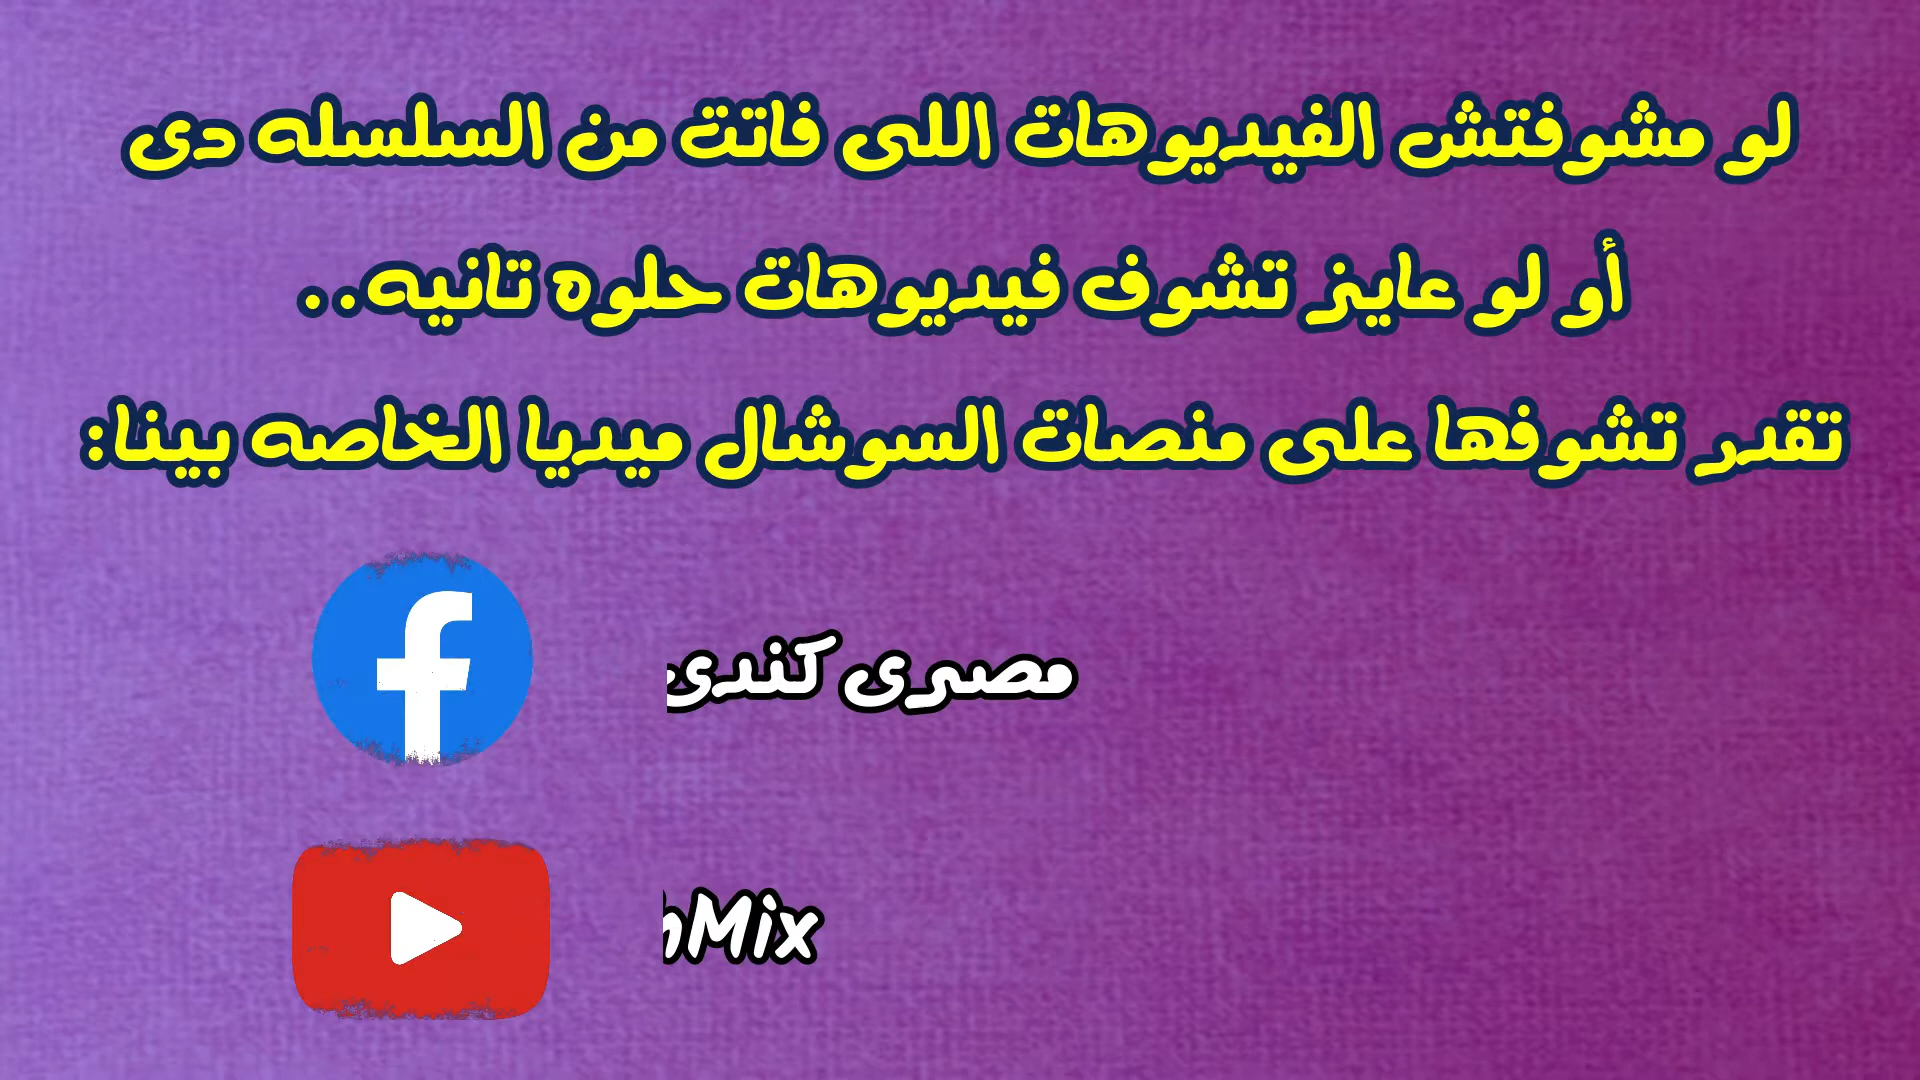 لو مشوفتش الفيديوهات اللى فاتت من السلسله دى
أو لو عايز تشوف فيديوهات حلوه تانيه..
تقدر تشوفها على منصات السوشال ميديا الخاصه بينا:
مصرى كندى